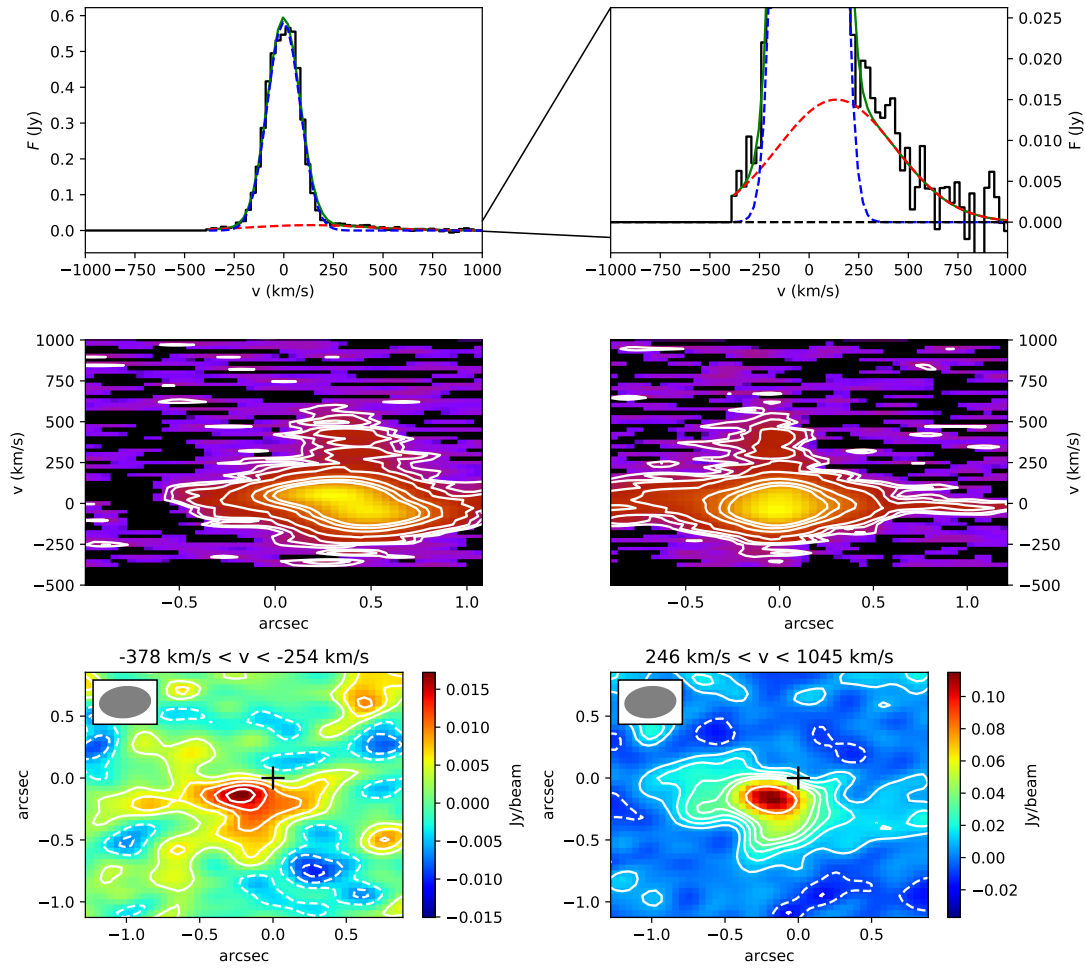 0.6
0.5
0.4
0.3
0.2
0.1
0.0
F (Jy)
−1000 −750 −500 −250 0 250 500 750 1000
v (km/s)
0.025
0.020
0.015
0.010
0.005
0.000
F (Jy)
−1000 −750 −500 −250 0 250 500 750 1000
v (km/s)
1000
750
500
250
0
−250
−500
v (km/s)
−0.5 0.0 0.5 1.0
arcsec
1000
750
500
250
0
−250
−500
v (km/s)
−0.5 0.0 0.5 1.0
arcsec
-378 km/s < v < -254 km/s
0.5
0.0
−0.5
−1.0
arcsec
−1.0 −0.5 0.0 0.5
arcsec
0.015
0.010
0.005
0.000
−0.005
−0.010
−0.015
Jy/beam
246 km/s < v < 1045 km/s
0.5
0.0
−0.5
−1.0
arcsec
−1.0 −0.5 0.0 0.5
arcsec
0.10
0.08
0.06
0.04
0.02
0.00
−0.02
Jy/beam